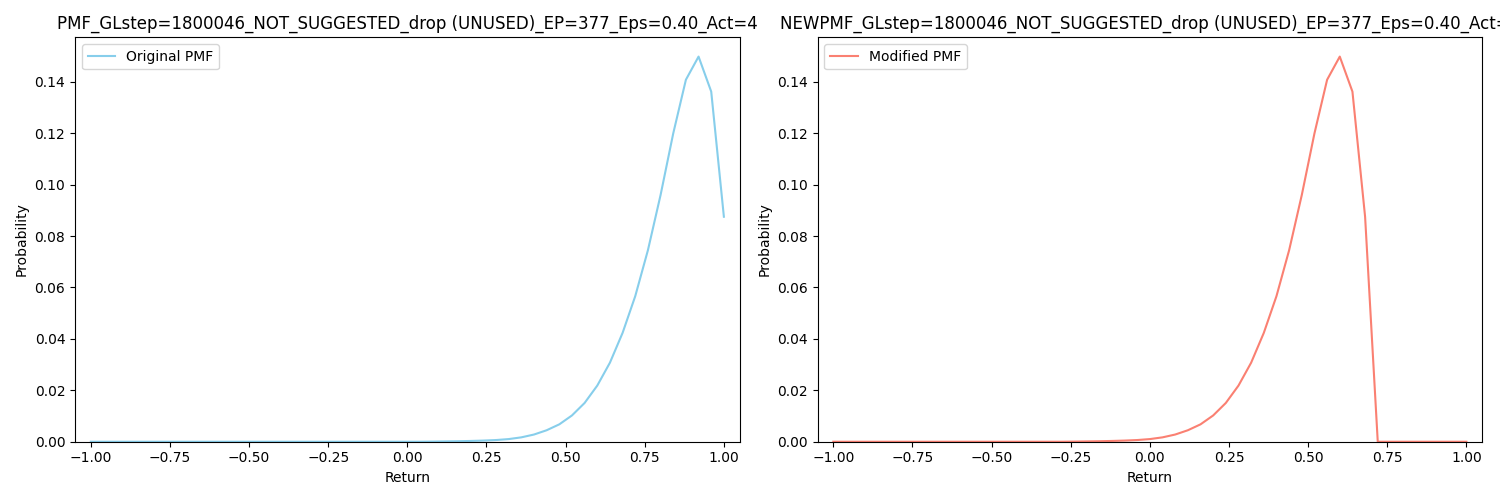 PMF_GLstep=1800046_NOT_SUGGESTED_drop (UNUSED)_EP=377_Eps=0.40_Act=4
Original PMF
Probability
0.14
0.12
0.10
0.08
0.06
0.04
0.02
0.00
−1.00 −0.75 −0.50 −0.25 0.00 0.25 0.50 0.75 1.00
Return
NEWPMF_GLstep=1800046_NOT_SUGGESTED_drop (UNUSED)_EP=377_Eps=0.40_Act=
Modified PMF
Probability
0.14
0.12
0.10
0.08
0.06
0.04
0.02
0.00
−1.00 −0.75 −0.50 −0.25 0.00 0.25 0.50 0.75 1.00
Return